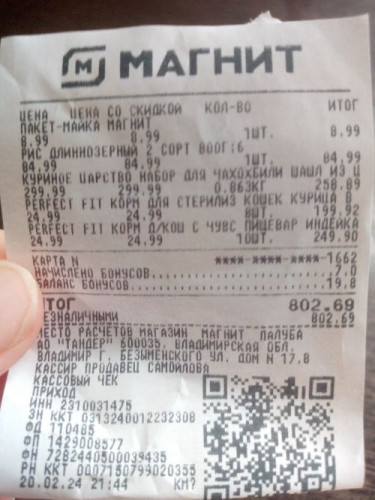 МАГНИТ
ЦЕНА ЦЕНА СО СКИДКОЙ КОЛ-ВО ИТОГ
ПАКЕТ-МАЙКА МАГНИТ
8.99 8.99 1ШТ. 8.99
РИС ДЛИННОЗЕРНЫЙ 2 СОРТ 800Г:6
84.99 84.99 1ШТ. 84.99
КУРИНОЕ ЦАРСТВО НАБОР ДЛЯ ЧАХОХБИЛИ ШАШЛ ИЗ Ц
299.99 299.99 0.863КГ 258.89
PERFECT FIT КОРМ ДЛЯ СТЕРИЛИЗ КОШЕК КУРИЦА В
24.99 24.99 8ШТ. 199.92
PERFECT FIT КОРМ Д/КОШ С ЧУВС ПИЩЕВАР ИНДЕЙКА
24.99 24.99 10ШТ. 249.90
КАРТА N ****-****-****-1662
НАЧИСЛЕНО БОНУСОВ 7.0
БАЛАНС БОНУСОВ 19.8
ИТОГ 802.69
БЕЗНАЛИЧНЫМИ 802.69
МЕСТО РАСЧЕТОВ МАГАЗИН МАГНИТ ПАЛУБА
АО "ТАНДЕР" 600035, ВЛАДИМИРСКАЯ ОБЛ,
ВЛАДИМИР Г, БЕЗЫМЕНСКОГО УЛ, ДОМ N 17,В
КАССИР ПРОДАВЕЦ САМОЙЛОВА
КАССОВЫЙ ЧЕК
ПРИХОД
ИНН 2310031475
ЗН ККТ 0313240012232308
ФД 110485
ФП 1429008577
ФН 7282440500039435
РН ККТ 0007150799020355
20.02.24 21:44